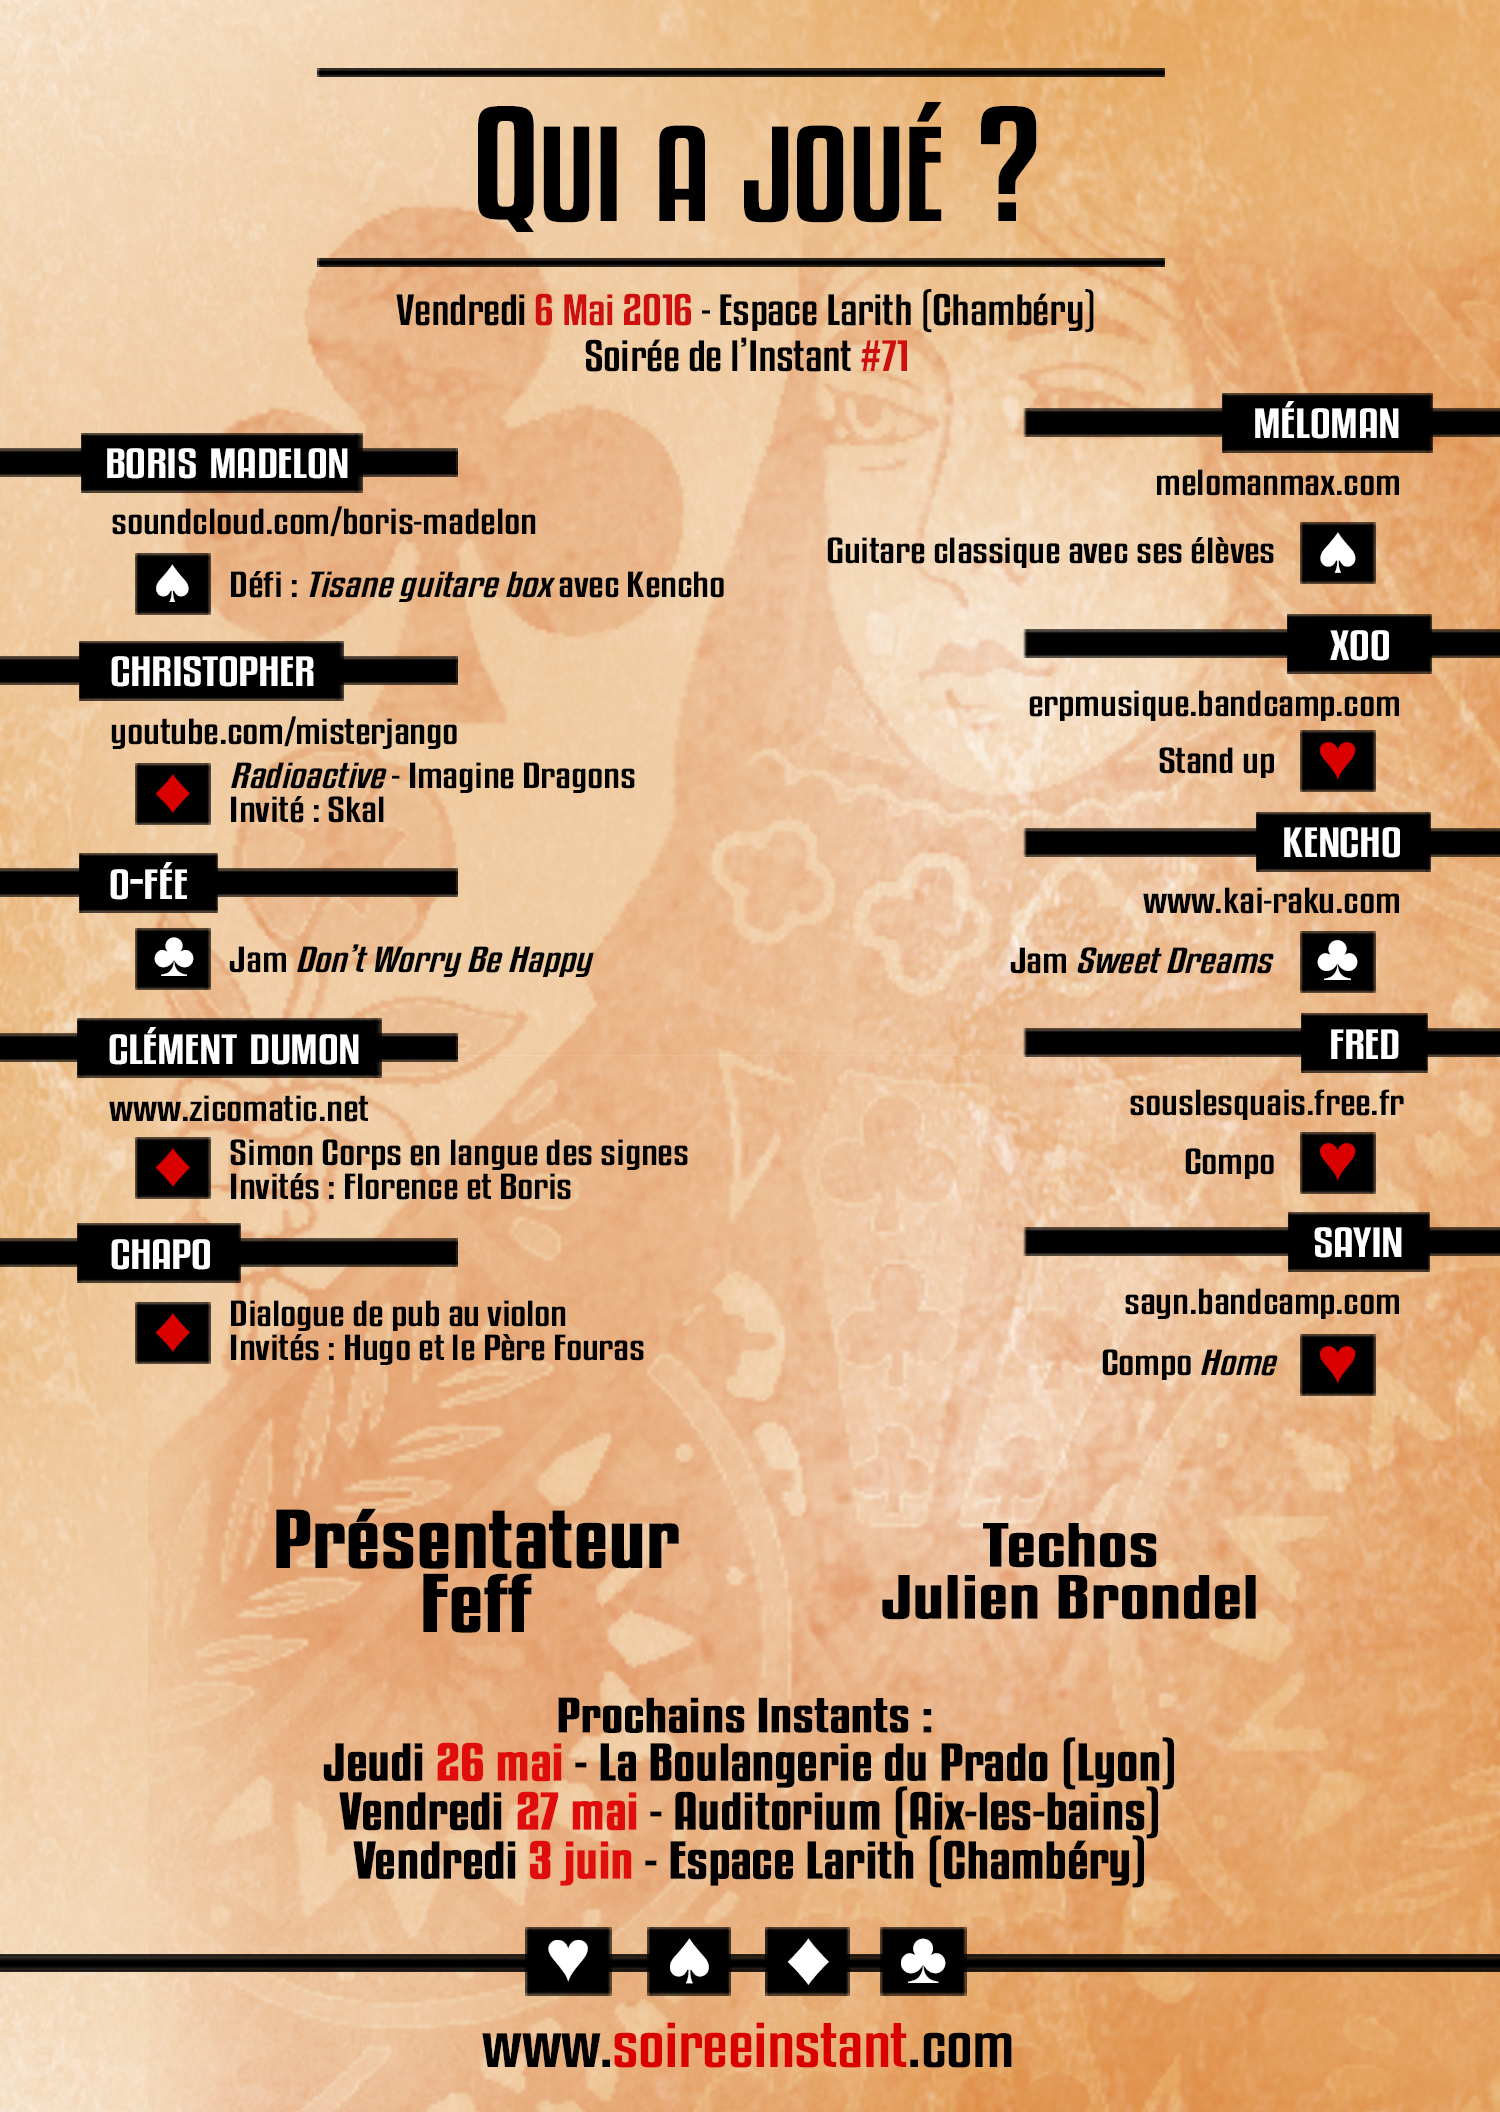 Qui a joué ?
Vendredi 6 Mai 2016 - Espace Larith (Chambéry)
Soirée de l'Instant #71
BORIS MADELON
soundcloud.com/boris-madelon
Défi : Tisane guitare box avec Kencho
CHRISTOPHER
youtube.com/misterjango
Radioactive - Imagine Dragons
Invité : Skal
O-FÉE
Jam Don't Worry Be Happy
CLÉMENT DUMON
www.zicomatic.net
Simon Corps en langue des signes
Invités : Florence et Boris
CHAPO
Dialogue de pub au violon
Invités : Hugo et le Père Fouras
MÉLOMAN
melomanmax.com
Guitare classique avec ses élèves
XOO
erpmusique.bandcamp.com
Stand up
KENCHO
www.kai-raku.com
Jam Sweet Dreams
FRED
souslesquais.free.fr
Compo
SAYIN
sayn.bandcamp.com
Compo Home
Présentateur
Feff
Techos
Julien Brondel
Prochains Instants :
Jeudi 26 mai - La Boulangerie du Prado (Lyon)
Vendredi 27 mai - Auditorium (Aix-les-bains)
Vendredi 3 juin - Espace Larith (Chambéry)
www.soireeinstant.com